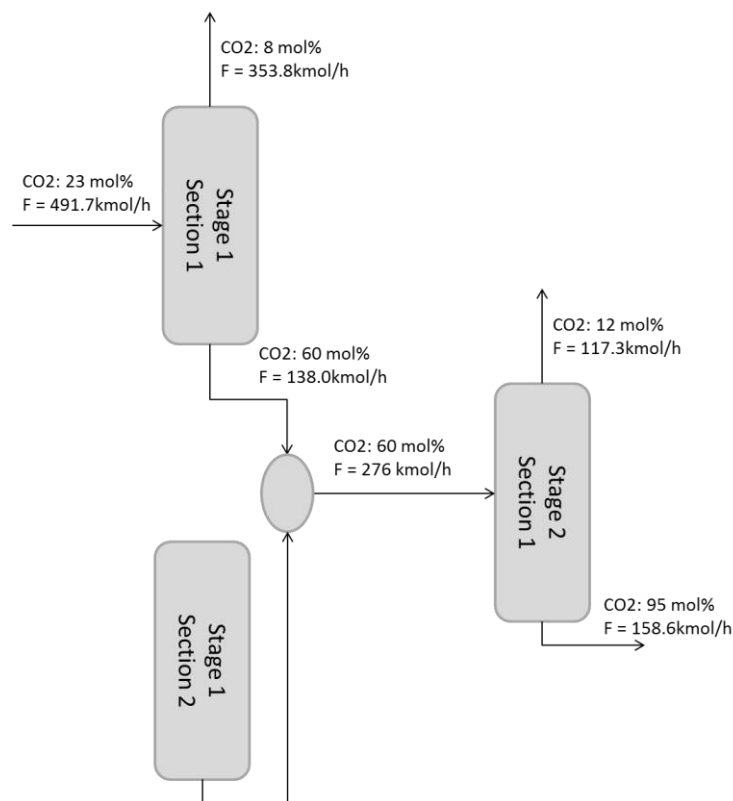 CO2: 8 mol%
F = 353.8kmol/h
CO2: 23 mol%
F = 491.7kmol/h
Stage 1
Section 1
CO2: 12 mol%
F = 117.3kmol/h
CO2: 60 mol%
F = 138.0kmol/h
CO2: 60 mol%
F = 276 kmol/h
Stage 2
Section 1
Stage 1
Section 2
CO2: 95 mol%
F = 158.6kmol/h